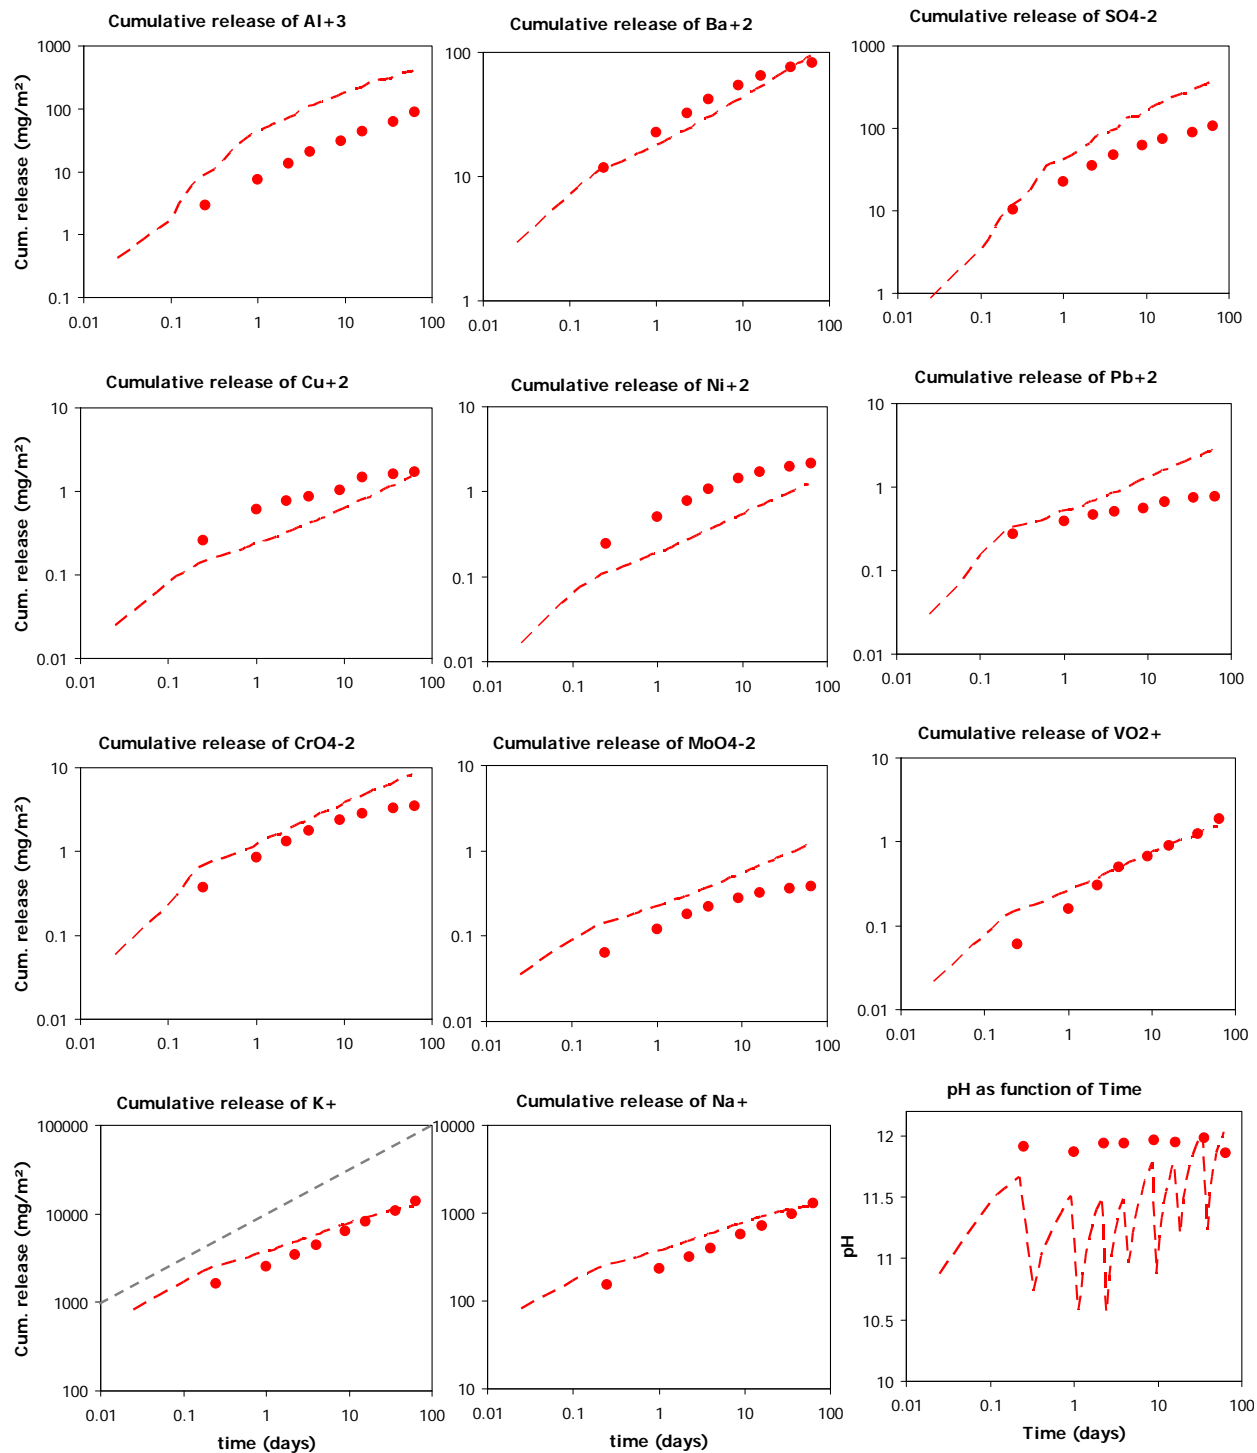 Cumulative release of Al+3
Cumulative release of Ba+2
Cumulative release of SO4-2
Cum. release (mg/m²)
1000
100
10
1
0.1
0.01 0.1 1 10 100
100
10
1
0.01 0.1 1 10 100
1000
100
10
1
0.01 0.1 1 10 100
Cumulative release of Cu+2
Cumulative release of Ni+2
Cumulative release of Pb+2
Cum. release (mg/m²)
10
1
0.1
0.01
0.01 0.1 1 10 100
10
1
0.1
0.01
0.01 0.1 1 10 100
10
1
0.1
0.01
0.01 0.1 1 10 100
Cumulative release of CrO4-2
Cumulative release of MoO4-2
Cumulative release of VO2+
Cum. release (mg/m²)
10
1
0.1
0.01
0.01 0.1 1 10 100
10
1
0.1
0.01
0.01 0.1 1 10 100
10
1
0.1
0.01
0.01 0.1 1 10 100
Cumulative release of K+
Cumulative release of Na+
pH as function of Time
Cum. release (mg/m²)
100000
10000
1000
100
0.01 0.1 1 10 100
time (days)
10000
1000
100
10
0.01 0.1 1 10 100
time (days)
pH
12
11.5
11
10.5
10
0.01 0.1 1 10 100
Time (days)